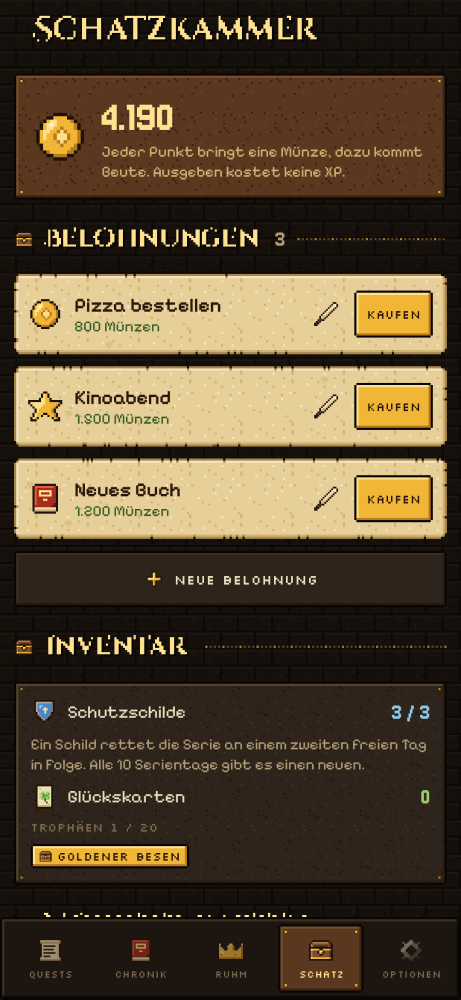 SCHATZKAMMER
4.190
Jeder Punkt bringt eine Münze, dazu kommt
Beute. Ausgeben kostet keine XP.
BELOHNUNGEN 3
Pizza bestellen
800 Münzen
KAUFEN
Kinoabend
1.500 Münzen
KAUFEN
Neues Buch
1.200 Münzen
KAUFEN
+ NEUE BELOHNUNG
INVENTAR
Schutzschilde 3 / 3
Ein Schild rettet die Serie an einem zweiten freien Tag
in Folge. Alle 10 Serientage gibt es einen neuen.
Glückskarten 0
TROPHÄEN 1 / 20
GOLDENER BESEN
QUESTS CHRONIK RUHM SCHATZ OPTIONEN